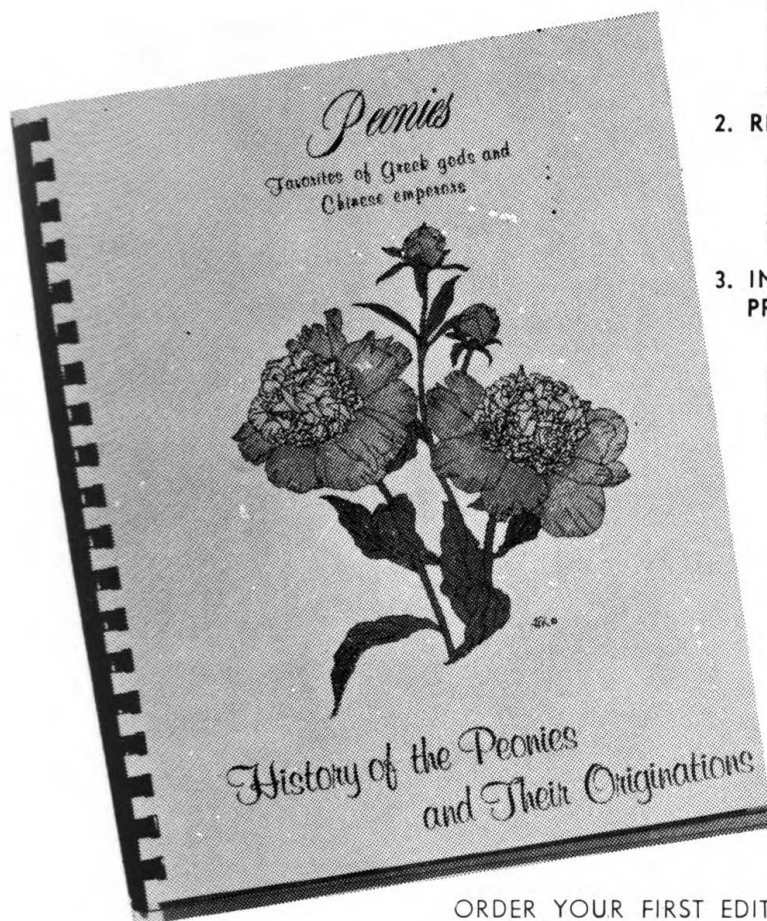 Peonies
Favorites of Greek gods and
Chinese emperors
History of the Peonies
and Their Originations
2.
3. IN
ORDER YOUR FIRST EDIT